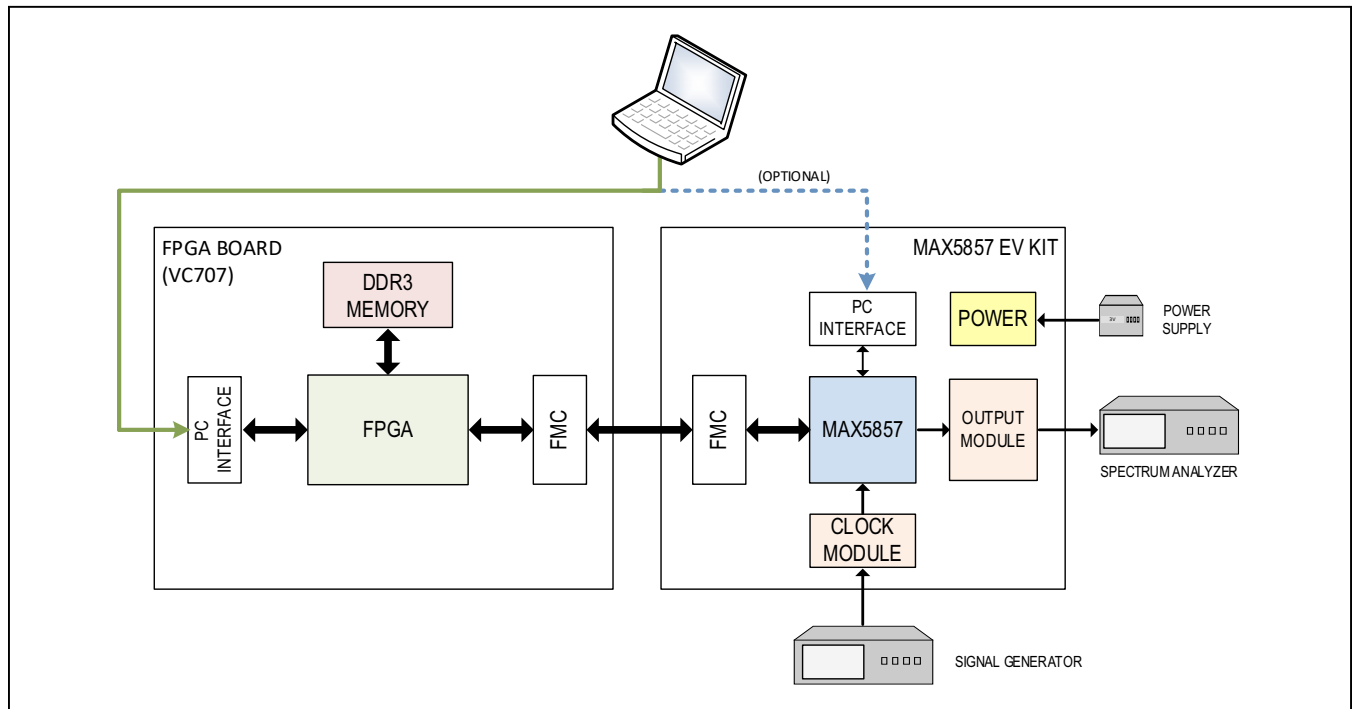 (OPTIONAL)
FPGA BOARD
(VC707)
DDR3
MEMORY
PC
INTERFACE
FPGA
FMC
MAX5857 EV KIT
PC
INTERFACE
POWER
POWER
SUPPLY
FMC
MAX5857
OUTPUT
MODULE
SPECTRUM ANALYZER
CLOCK
MODULE
SIGNAL GENERATOR